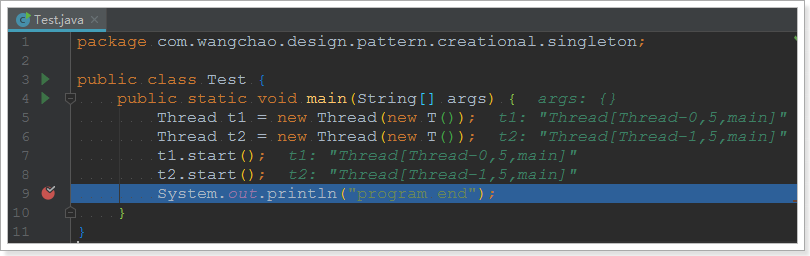 Test.java
1 package com.wangchao.design.pattern.creational.singleton;
2
3 public class Test {
4 public static void main(String[] args) { args: {}
5 Thread t1 = new Thread(new T()); t1: "Thread[Thread-0,5,main]"
6 Thread t2 = new Thread(new T()); t2: "Thread[Thread-1,5,main]"
7 t1.start(); t1: "Thread[Thread-0,5,main]"
8 t2.start(); t2: "Thread[Thread-1,5,main]"
9 System.out.println("program end");
10 }
11 }